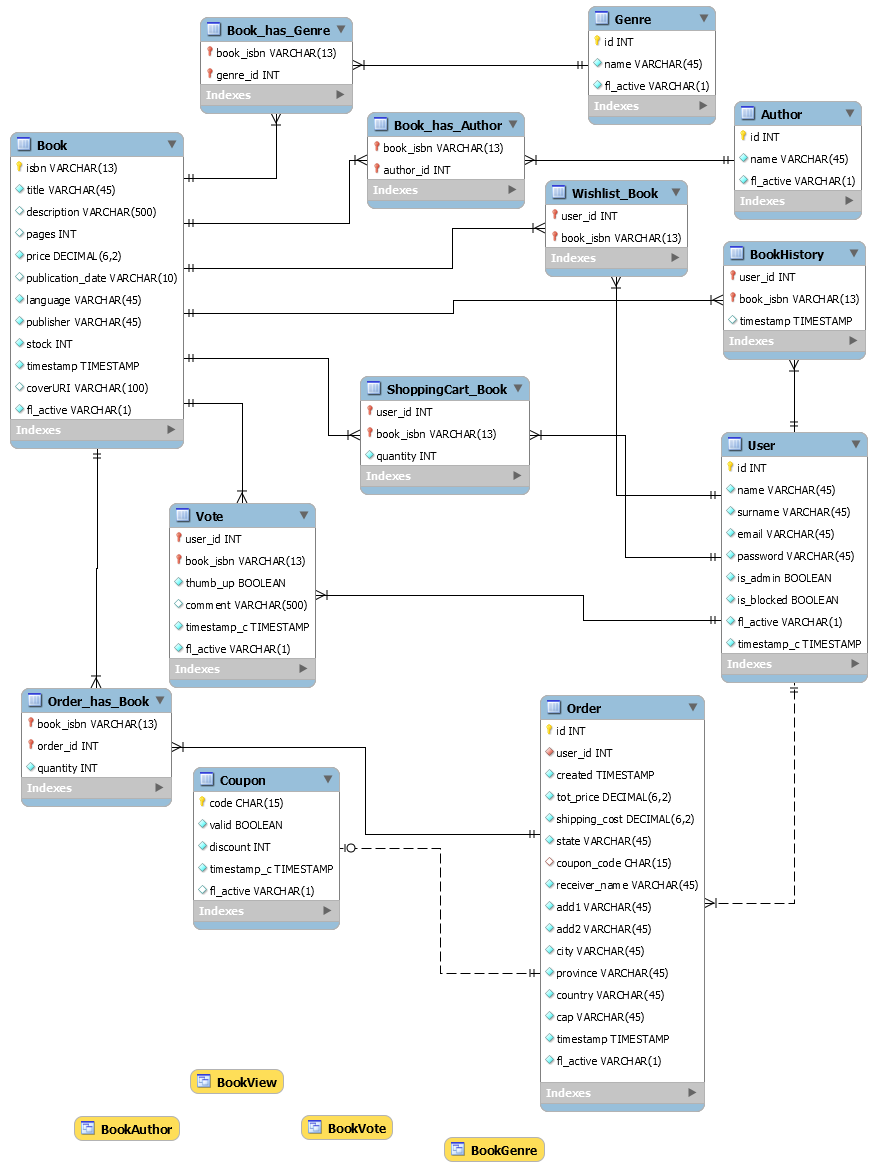 Book_has_Genre
book_isbn VARCHAR(13)
genre_id INT
Indexes
Genre
id INT
name VARCHAR(45)
fl_active VARCHAR(1)
Indexes
Book_has_Author
book_isbn VARCHAR(13)
author_id INT
Indexes
Author
id INT
name VARCHAR(45)
fl_active VARCHAR(1)
Indexes
Book
isbn VARCHAR(13)
title VARCHAR(45)
description VARCHAR(500)
pages INT
price DECIMAL(6,2)
publication_date VARCHAR(10)
language VARCHAR(45)
publisher VARCHAR(45)
stock INT
timestamp TIMESTAMP
coverURI VARCHAR(100)
fl_active VARCHAR(1)
Indexes
Wishlist_Book
user_id INT
book_isbn VARCHAR(13)
Indexes
BookHistory
user_id INT
book_isbn VARCHAR(13)
timestamp TIMESTAMP
Indexes
ShoppingCart_Book
user_id INT
book_isbn VARCHAR(13)
quantity INT
Indexes
User
id INT
name VARCHAR(45)
surname VARCHAR(45)
email VARCHAR(45)
password VARCHAR(45)
is_admin BOOLEAN
is_blocked BOOLEAN
fl_active VARCHAR(1)
timestamp_c TIMESTAMP
Indexes
Vote
user_id INT
book_isbn VARCHAR(13)
thumb_up BOOLEAN
comment VARCHAR(500)
timestamp_c TIMESTAMP
fl_active VARCHAR(1)
Indexes
Order_has_Book
book_isbn VARCHAR(13)
order_id INT
quantity INT
Indexes
Order
id INT
user_id INT
created TIMESTAMP
tot_price DECIMAL(6,2)
shipping_cost DECIMAL(6,2)
state VARCHAR(45)
coupon_code CHAR(15)
receiver_name VARCHAR(45)
add1 VARCHAR(45)
add2 VARCHAR(45)
city VARCHAR(45)
province VARCHAR(45)
country VARCHAR(45)
cap VARCHAR(45)
timestamp TIMESTAMP
fl_active VARCHAR(1)
Indexes
Coupon
code CHAR(15)
valid BOOLEAN
discount INT
timestamp_c TIMESTAMP
fl_active VARCHAR(1)
Indexes
BookView
BookAuthor
BookVote
BookGenre